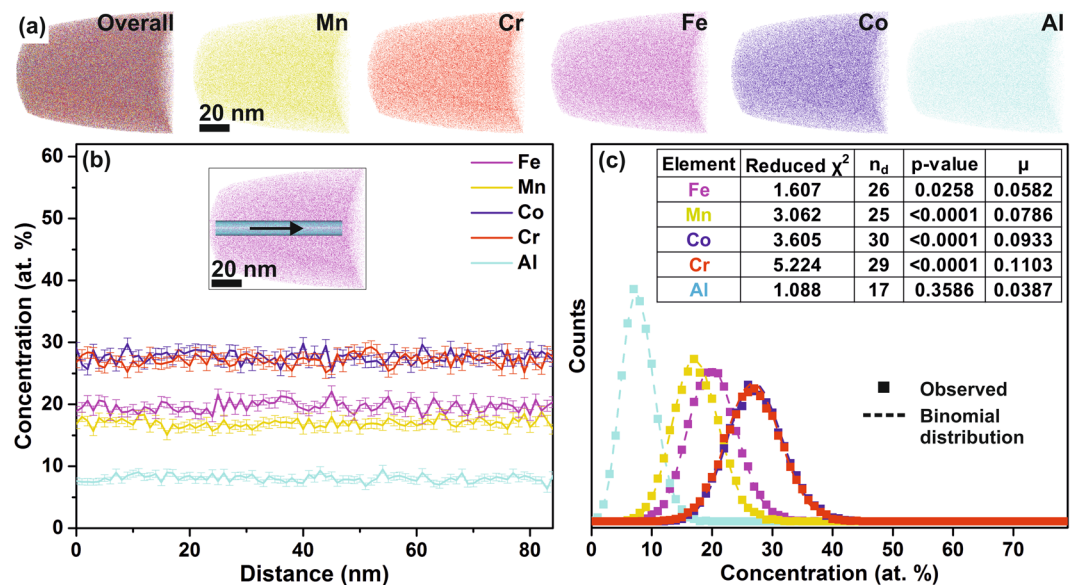 (a) Overall Mn Cr Fe Co Al
20 nm
(b)
60
50
40
30
20
10
0
Concentration (at. %)
0 20 40 60 80
Distance (nm)
20 nm
Fe
Mn
Co
Cr
Al
(c)
Element Reduced χ² n_d p-value μ
Fe 1.607 26 0.0258 0.0582
Mn 3.062 25 <0.0001 0.0786
Co 3.605 30 <0.0001 0.0933
Cr 5.224 29 <0.0001 0.1103
Al 1.088 17 0.3586 0.0387
Counts
Observed
Binomial
distribution
0 10 20 30 40 50 60 70
Concentration (at. %)